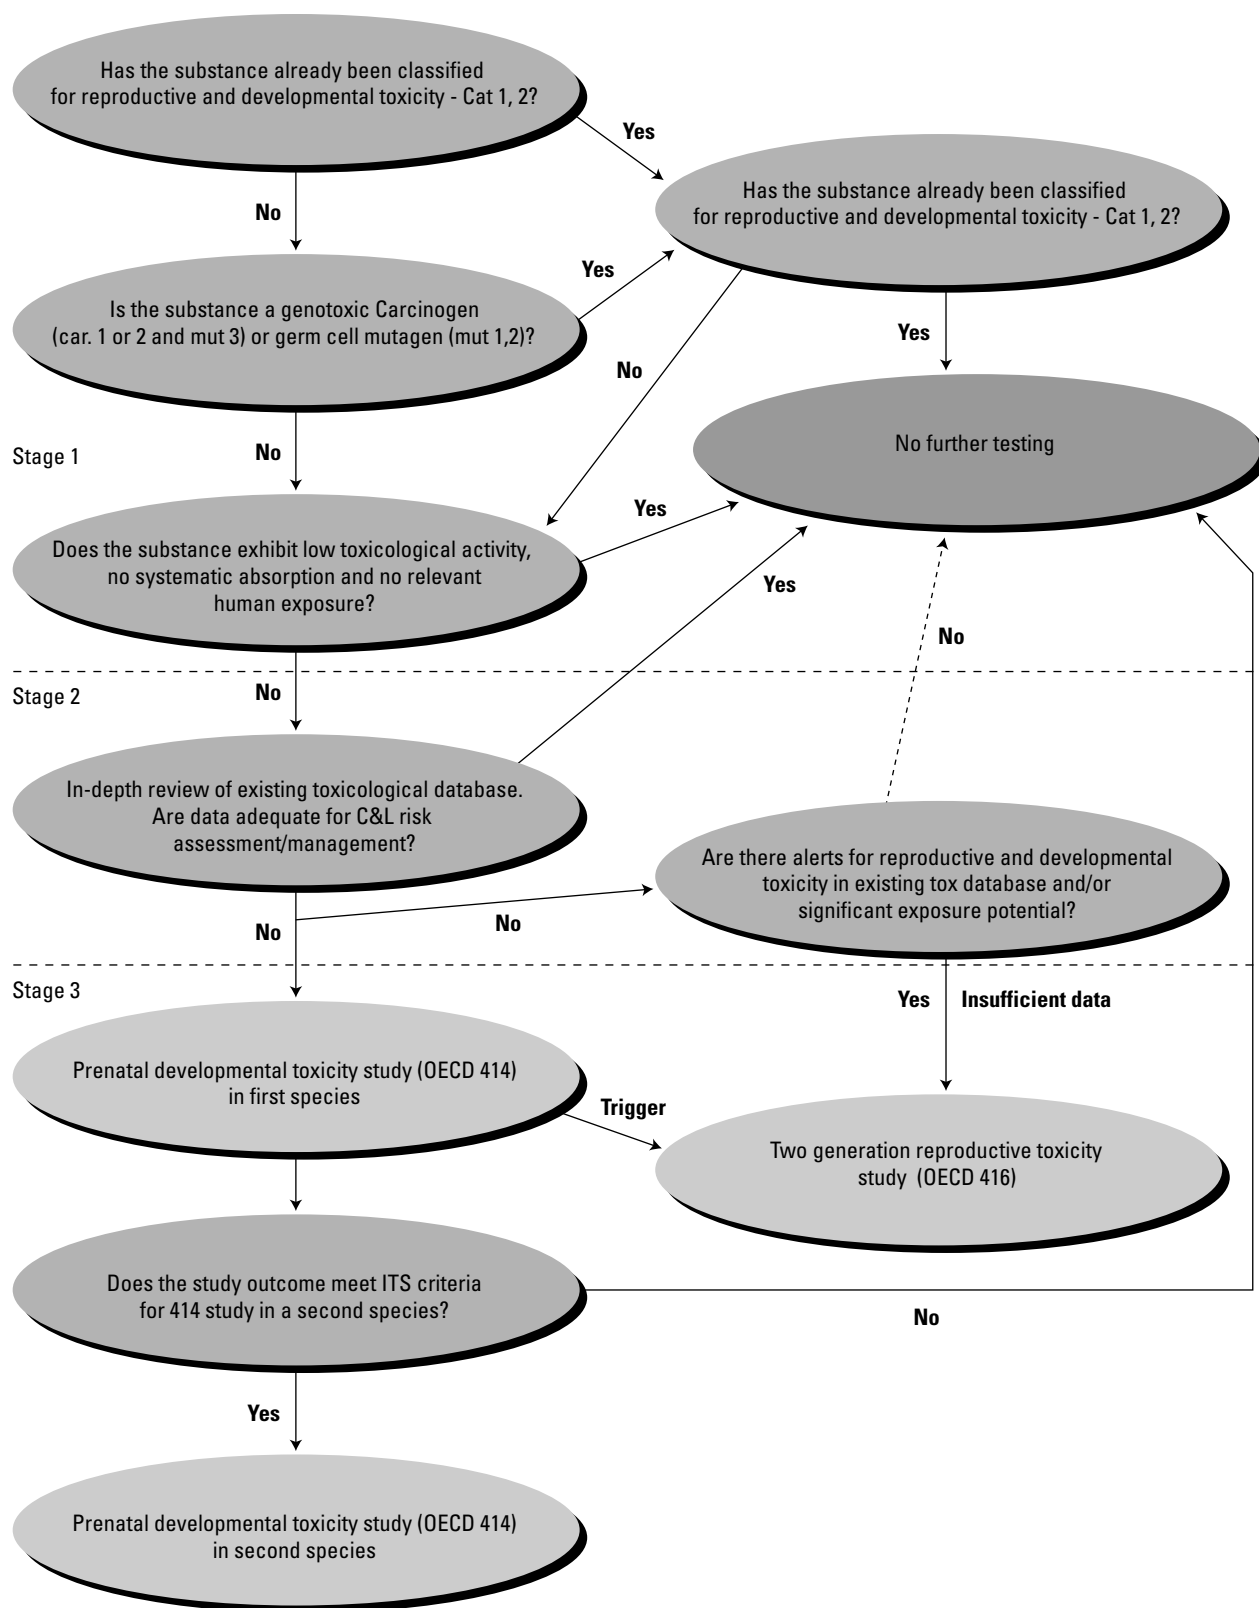 Has the substance already been classified
for reproductive and developmental toxicity - Cat 1, 2?
Yes
Has the substance already been classified
for reproductive and developmental toxicity - Cat 1, 2?
No
Yes
Is the substance a genotoxic Carcinogen
(car. 1 or 2 and mut 3) or germ cell mutagen (mut 1,2)?
Yes
No
No
Stage 1
No further testing
Yes
Does the substance exhibit low toxicological activity,
no systematic absorption and no relevant
human exposure?
Yes
No
No
Stage 2
In-depth review of existing toxicological database.
Are data adequate for C&L risk
assessment/management?
Are there alerts for reproductive and developmental
toxicity in existing tox database and/or
significant exposure potential?
No
No
Stage 3
Yes
Insufficient data
Prenatal developmental toxicity study (OECD 414)
in first species
Trigger
Two generation reproductive toxicity
study (OECD 416)
Does the study outcome meet ITS criteria
for 414 study in a second species?
No
Yes
Prenatal developmental toxicity study (OECD 414)
in second species